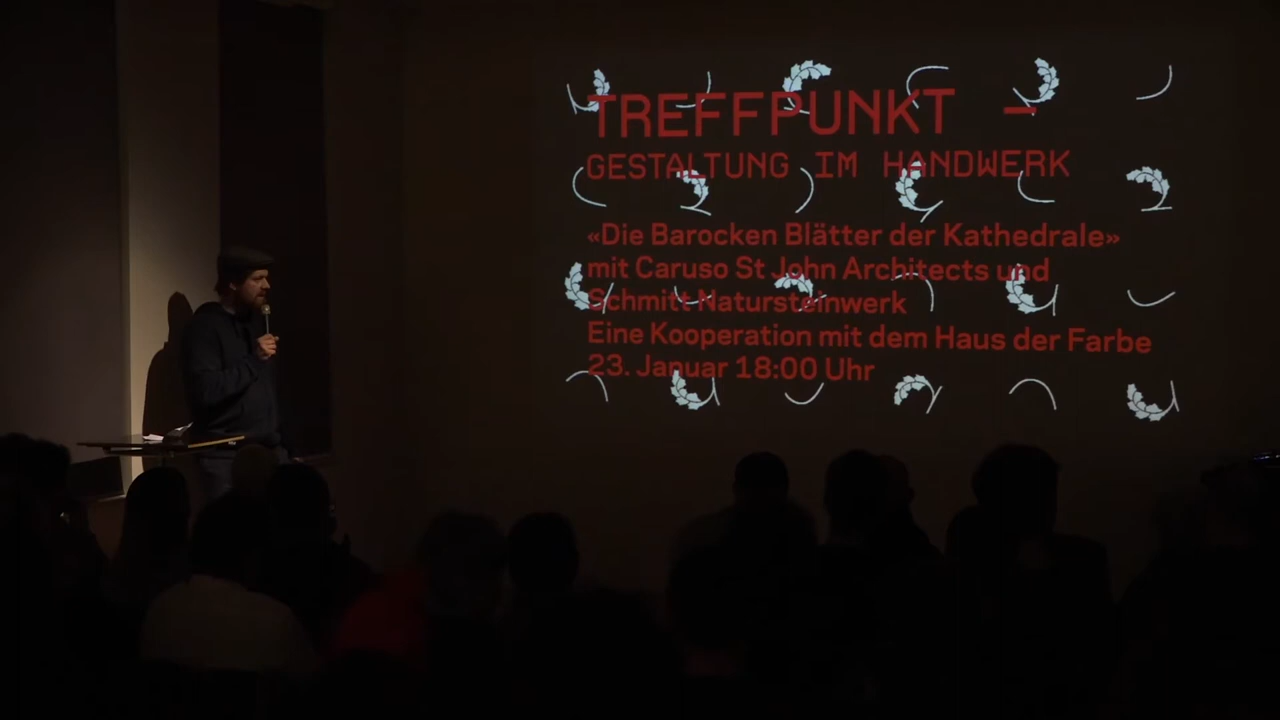 TREFFPUNKT –
GESTALTUNG IM HANDWERK
«Die Barocken Blätter der Kathedrale»
mit Caruso St John Architects und
Schmitt Natursteinwerk
Eine Kooperation mit dem Haus der Farbe
23. Januar 18:00 Uhr